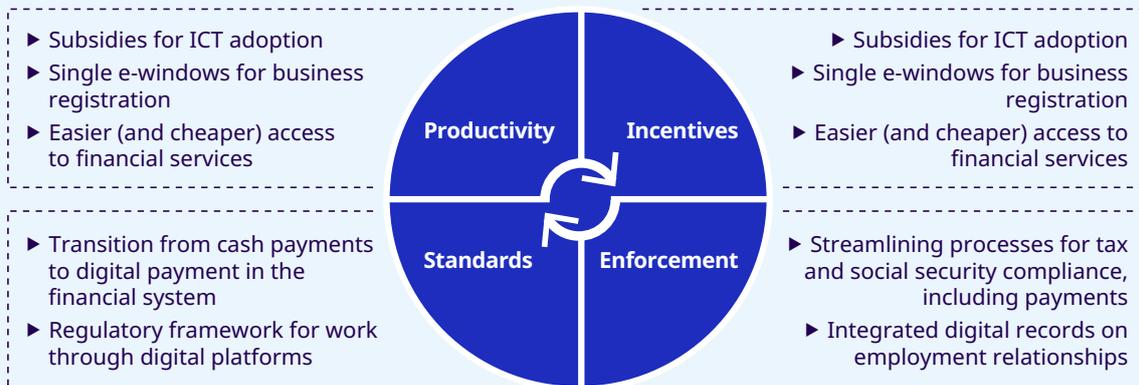 ▶ Subsidies for ICT adoption
▶ Single e-windows for business
registration
▶ Easier (and cheaper) access
to financial services
Productivity
Incentives
▶ Subsidies for ICT adoption
▶ Single e-windows for business
registration
▶ Easier (and cheaper) access to
financial services
▶ Transition from cash payments
to digital payment in the
financial system
▶ Regulatory framework for work
through digital platforms
Standards
Enforcement
▶ Streamlining processes for tax
and social security compliance,
including payments
▶ Integrated digital records on
employment relationships